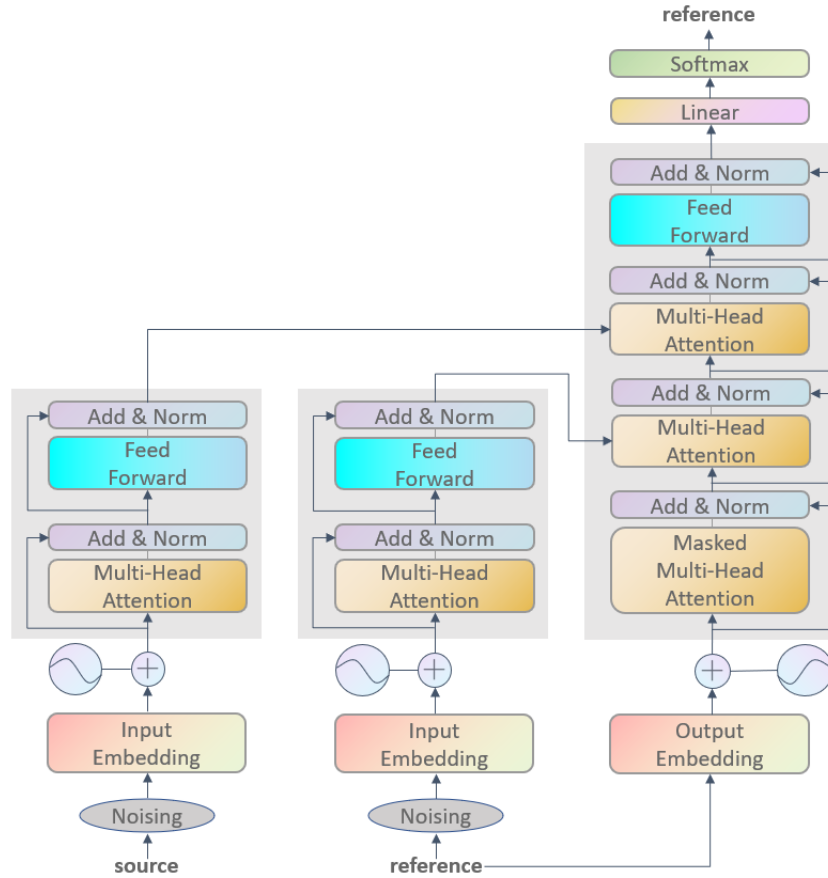 reference
Softmax
Linear
Add & Norm
Feed
Forward
Add & Norm
Multi-Head
Attention
Add & Norm
Multi-Head
Attention
Add & Norm
Masked
Multi-Head
Attention
Output
Embedding
Add & Norm
Feed
Forward
Add & Norm
Multi-Head
Attention
Input
Embedding
Noising
source
Add & Norm
Feed
Forward
Add & Norm
Multi-Head
Attention
Input
Embedding
Noising
reference